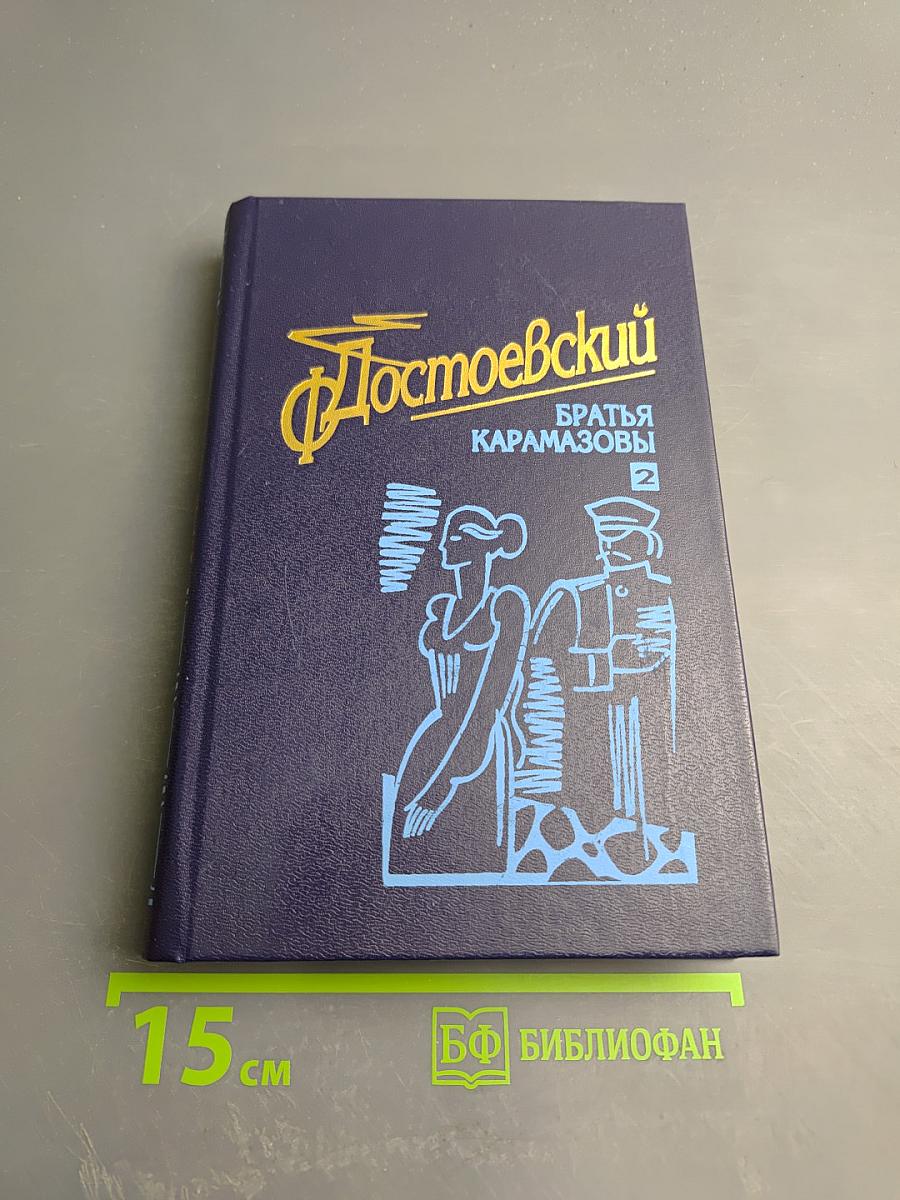 Ф Достоевский
БРАТЬЯ
КАРАМАЗОВЫ
2
15 см
БФ БИБЛИОФАН